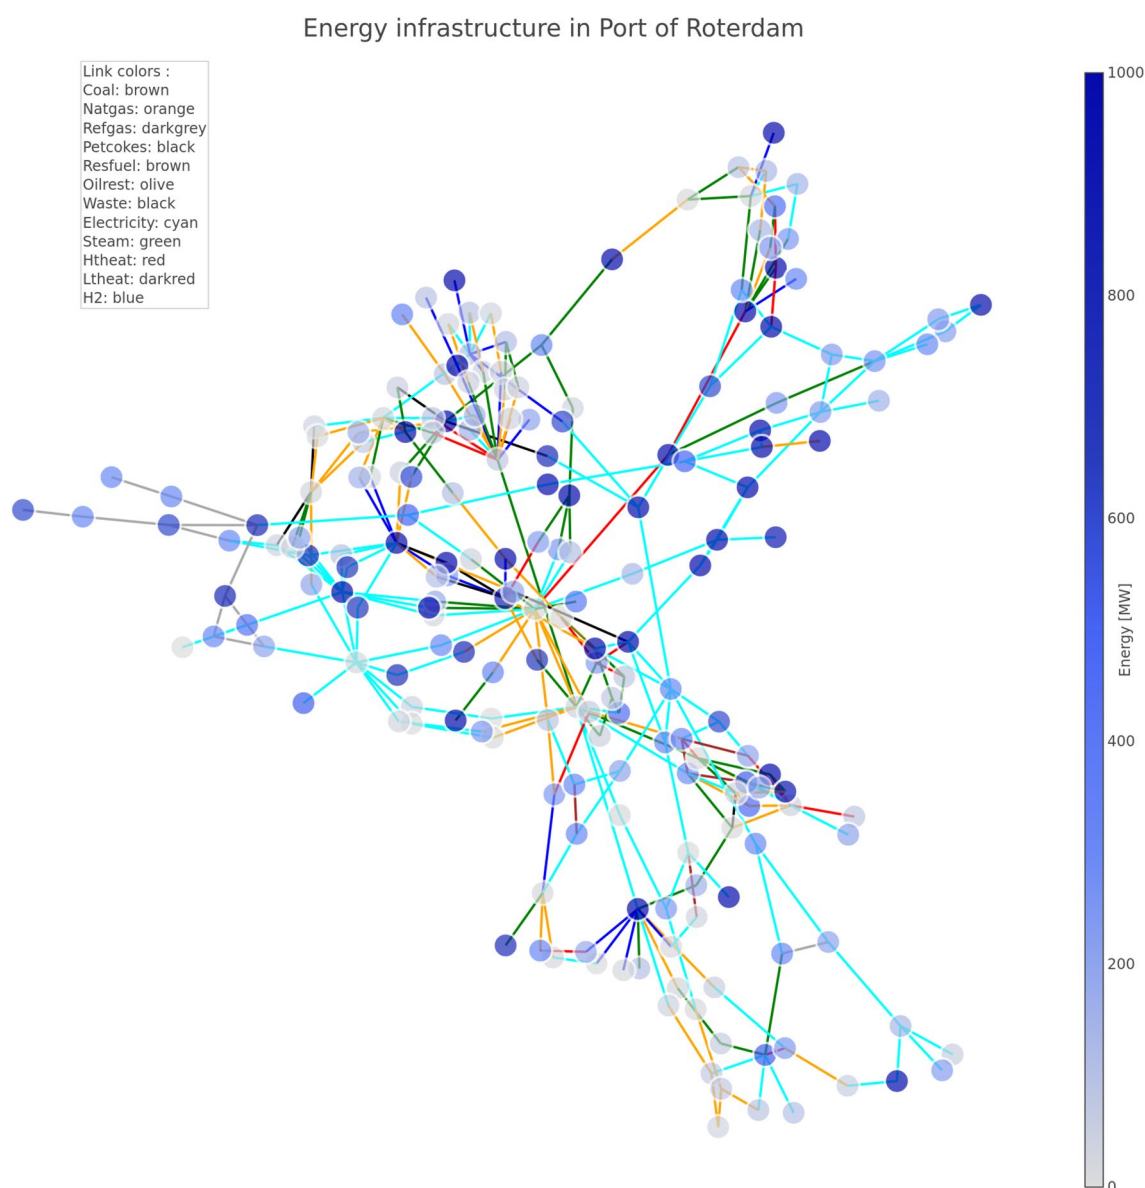 Energy infrastructure in Port of Roterdam
Link colors :
Coal: brown
Natgas: orange
Refgas: darkgrey
Petcokes: black
Resfuel: brown
Oilrest: olive
Waste: black
Electricity: cyan
Steam: green
Htheat: red
Ltheat: darkred
H2: blue
1000
800
600
400
200
0
Energy [MW]